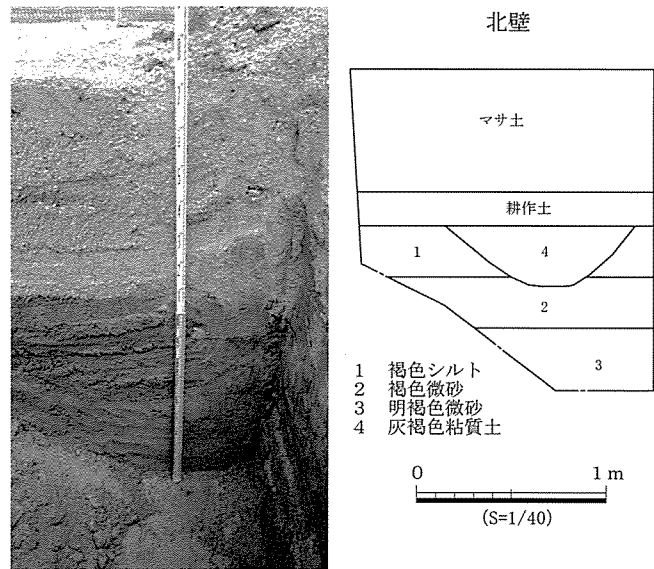 北壁
マサ土
耕作土
1
4
2
3
1 褐色シルト
2 褐色微砂
3 明褐色微砂
4 灰褐色粘質土
0 1 m
(S=1/40)